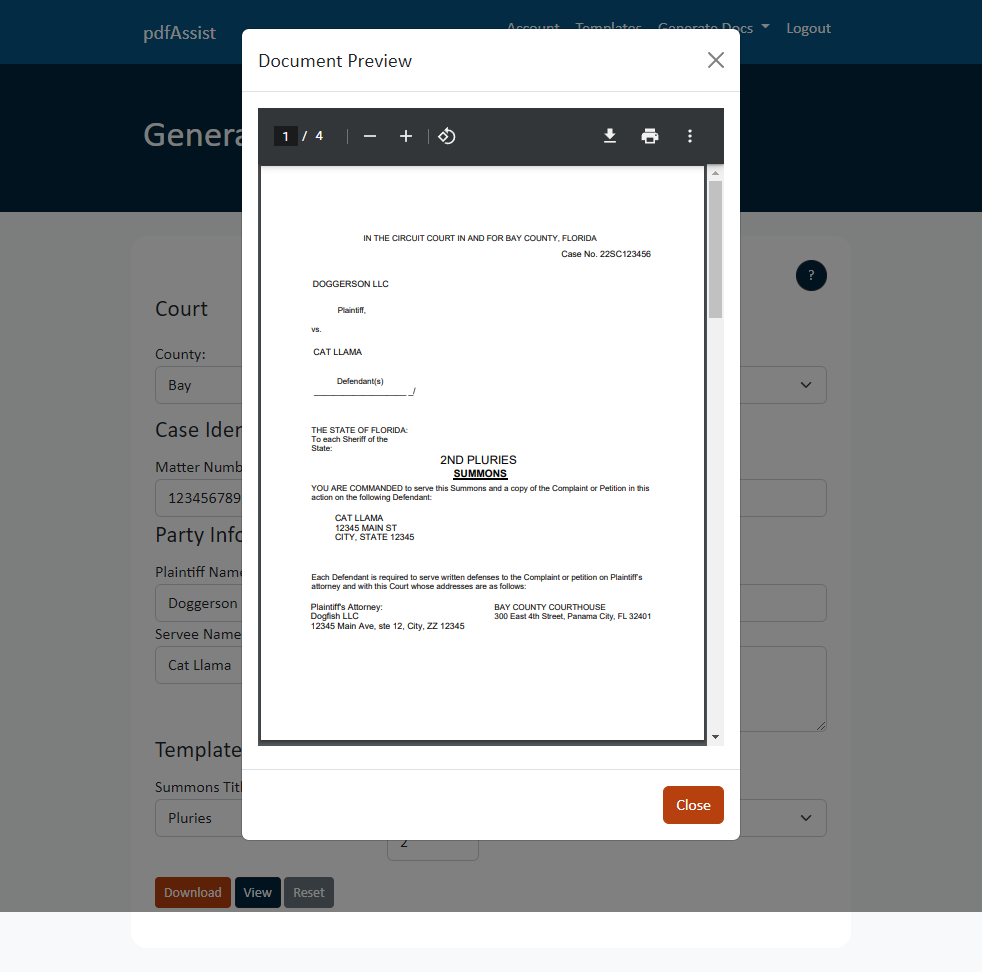 pdfAssist
Account Templates Generate Docs Logout
Document Preview
1 / 4
IN THE CIRCUIT COURT IN AND FOR BAY COUNTY, FLORIDA
Case No. 22SC123456
?
Court
DOGGERSON LLC
Plaintiff,
vs.
County:
CAT LLAMA
Bay
Defendant(s)
____________________ _/
THE STATE OF FLORIDA:
To each Sheriff of the
State:
2ND PLURIES
Matter Numb
SUMMONS
YOU ARE COMMANDED to serve this Summons and a copy of the Complaint or Petition in this
action on the following Defendant:
123456789
CAT LLAMA
12345 MAIN ST
CITY, STATE 12345
Party Info
Plaintiff Name
Each Defendant is required to serve written defenses to the Complaint or petition on Plaintiff's
attorney and with this Court whose addresses are as follows:
Doggerson
Plaintiff's Attorney: BAY COUNTY COURTHOUSE
Dogfish LLC 300 East 4th Street, Panama City, FL 32401
12345 Main Ave, ste 12, City, ZZ 12345
Servee Name
Cat Llama
Template
Summons Titl
Close
Pluries
2
Download View Reset